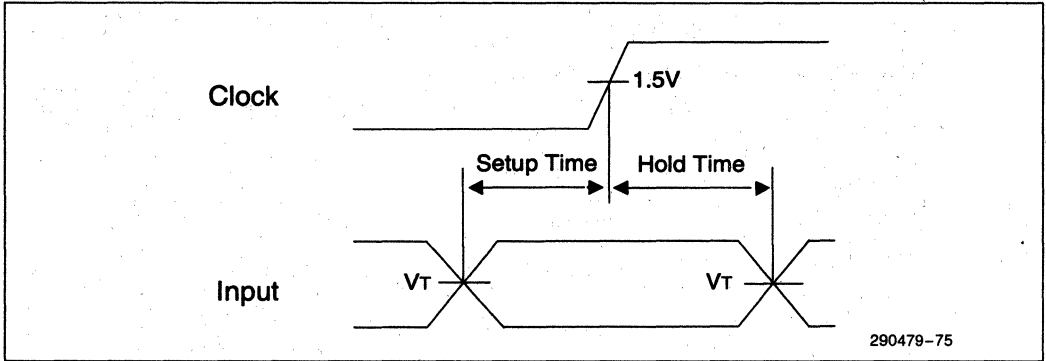 Clock
1.5V
Setup Time
Hold Time
Input
VT
VT
290479–75